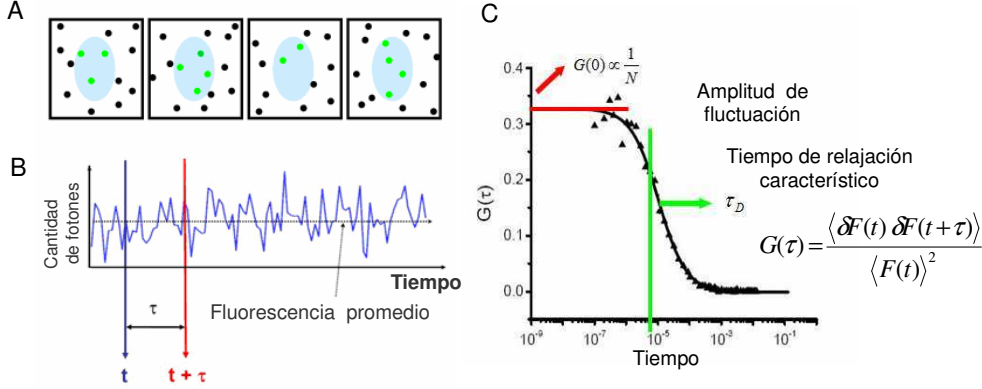 A
B
Cantidad
de fotones
Tiempo
Fluorescencia promedio
τ
t
t + τ
C
G(0) ∝ 1/N
0.4
0.3
0.2
0.1
0.0
G(τ)
10⁻⁹
10⁻⁷
10⁻⁵
10⁻³
10⁻¹
Tiempo
Amplitud de
fluctuación
Tiempo de relajación
característico
τ_D
G(τ) = ⟨δF(t) δF(t+τ)⟩ / ⟨F(t)⟩²